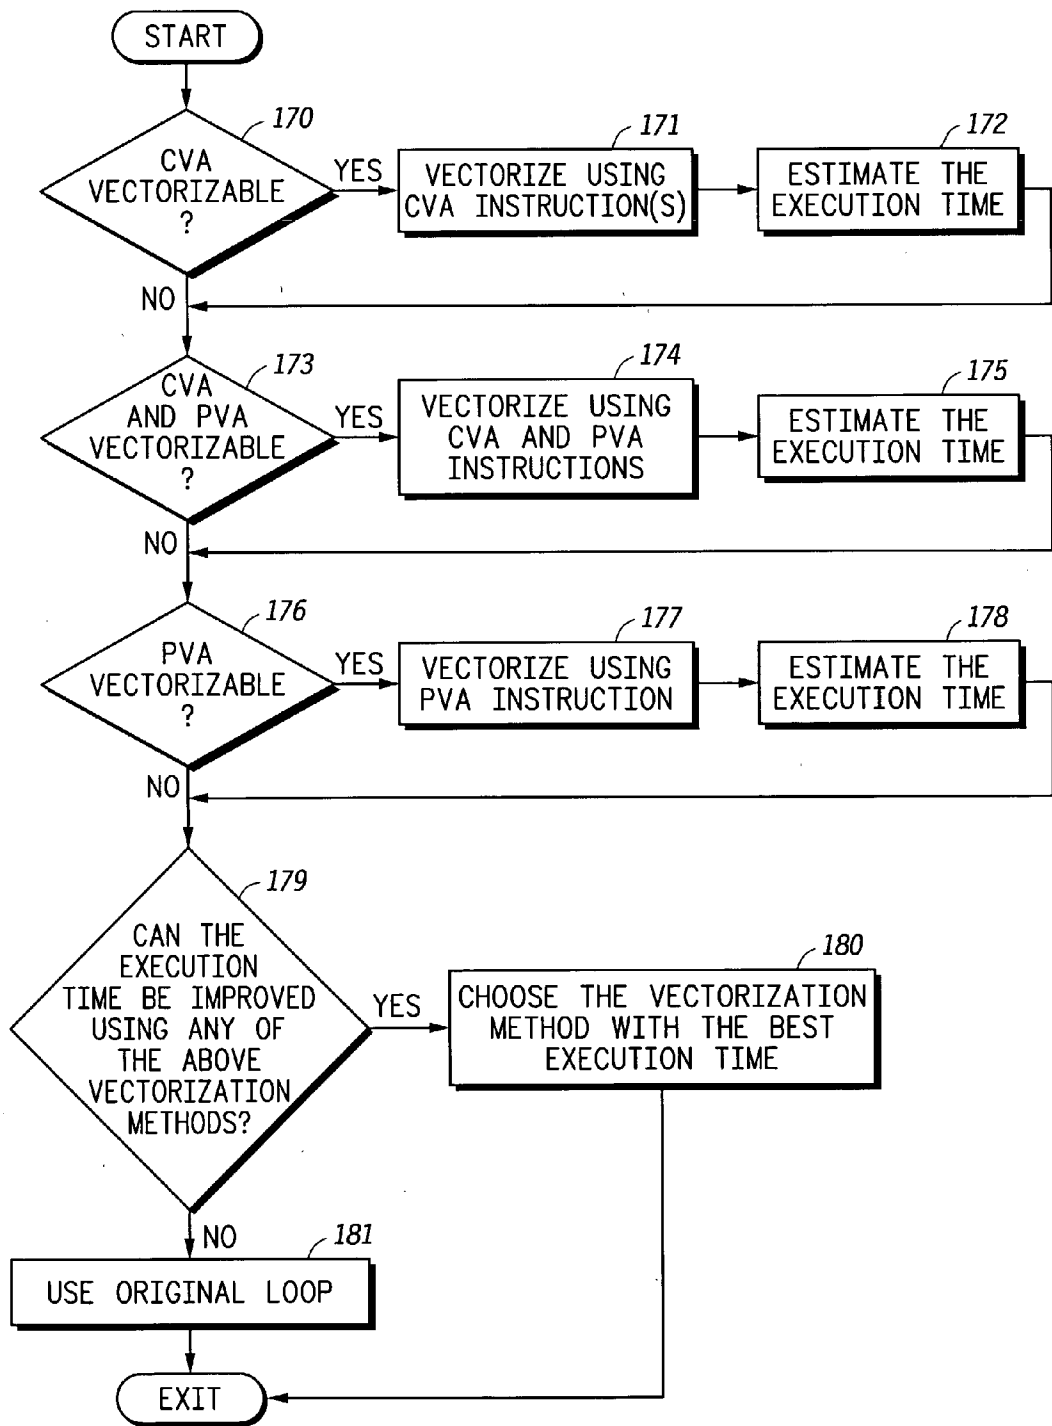 START
170
CVA
VECTORIZABLE
?
YES
171
VECTORIZE USING
CVA INSTRUCTION(S)
172
ESTIMATE THE
EXECUTION TIME
NO
173
CVA
AND PVA
VECTORIZABLE
?
YES
174
VECTORIZE USING
CVA AND PVA
INSTRUCTIONS
175
ESTIMATE THE
EXECUTION TIME
NO
176
PVA
VECTORIZABLE
?
YES
177
VECTORIZE USING
PVA INSTRUCTION
178
ESTIMATE THE
EXECUTION TIME
NO
179
CAN THE
EXECUTION
TIME BE IMPROVED
USING ANY OF
THE ABOVE
VECTORIZATION
METHODS?
YES
180
CHOOSE THE VECTORIZATION
METHOD WITH THE BEST
EXECUTION TIME
NO
181
USE ORIGINAL LOOP
EXIT